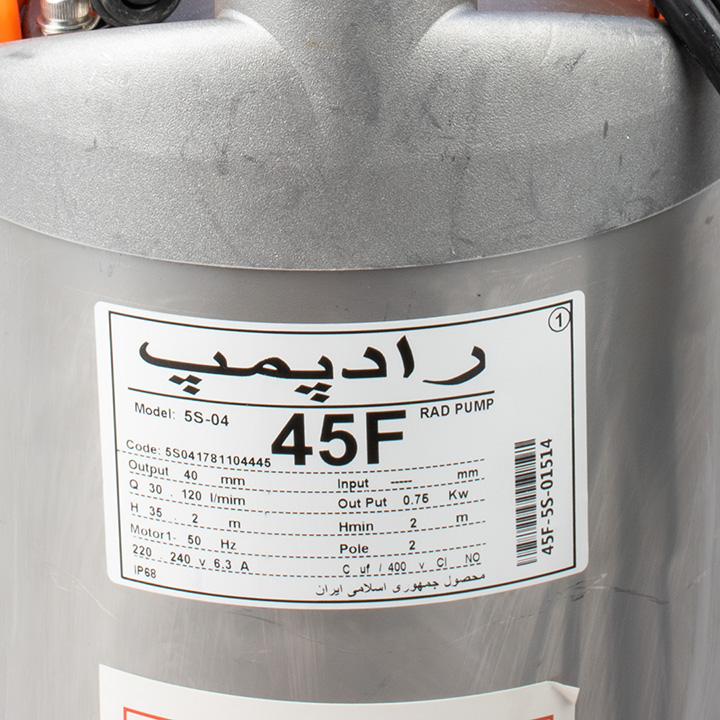 1
رادپمپ
RAD PUMP
Model: 5S-04
45F
Code: 5S041781104445
Output 40 mm
Input ----- mm
Q 30 . 120 l/mim
Out Put 0.75 Kw
H 35 . 2 m
Hmin 2 m
Motor1- 50 Hz
Pole 2
220 . 240 v 6.3 A
C uf / 400 v Cl NO
IP68
محصول جمهوری اسلامی ایران
45F-5S-01514